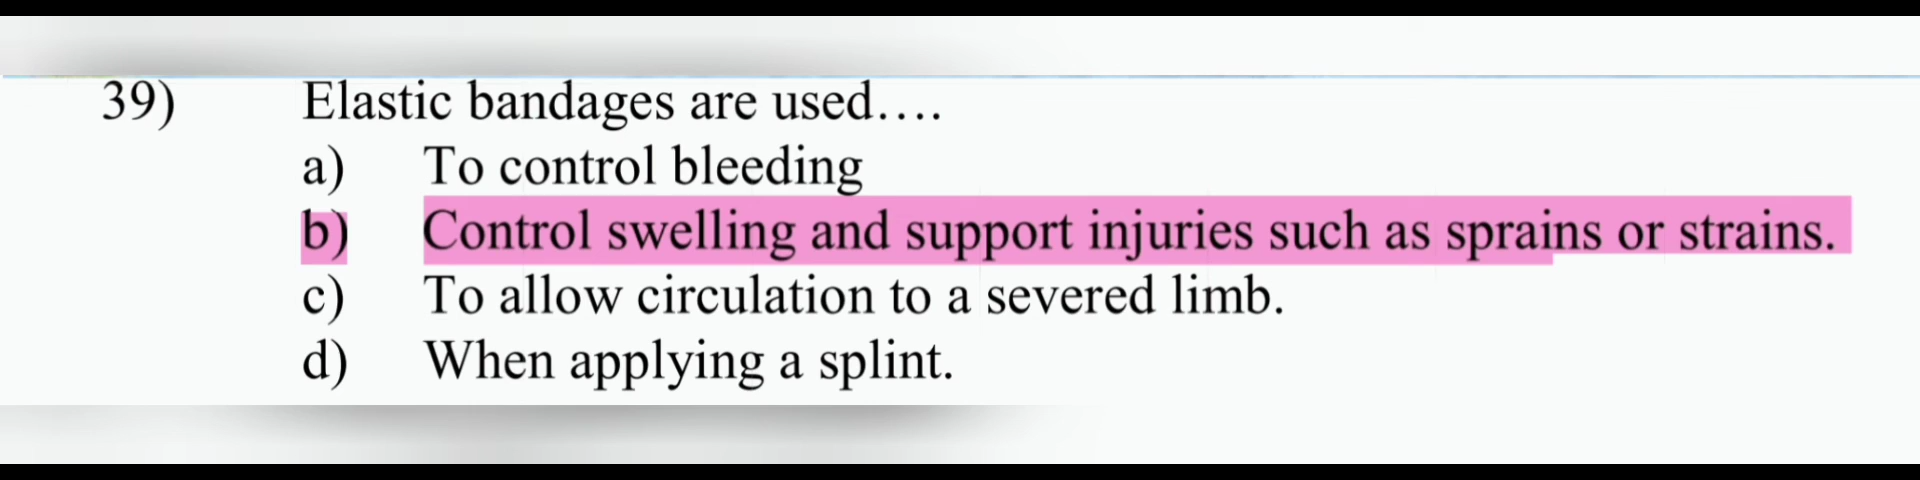 39) Elastic bandages are used....
a) To control bleeding
b) Control swelling and support injuries such as sprains or strains.
c) To allow circulation to a severed limb.
d) When applying a splint.